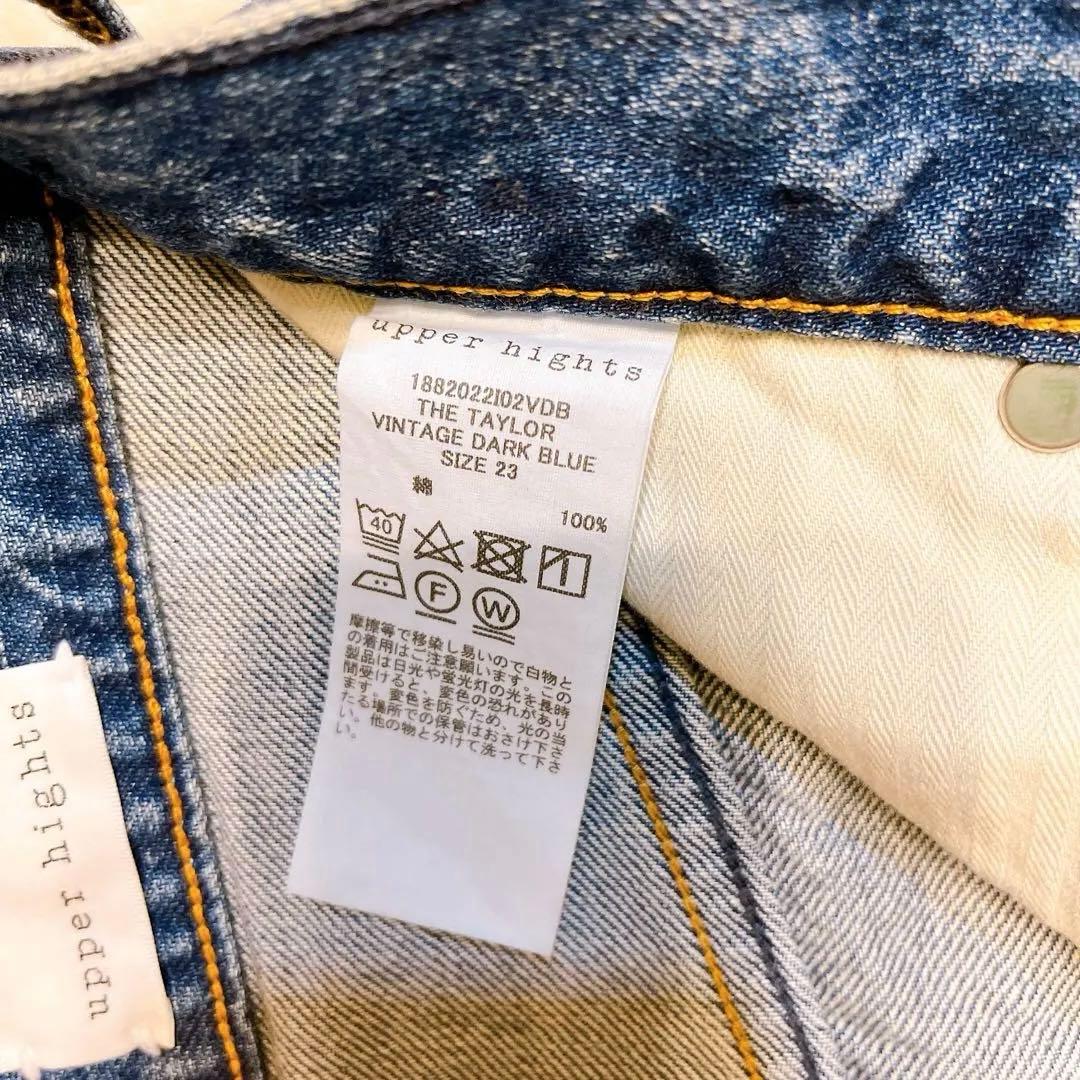 upper hights
1882022I02VDB
THE TAYLOR
VINTAGE DARK BLUE
SIZE 23
綿
100%
40
F
W
摩擦等で移染し易いので白物と
の着用はご注意願います。この
製品は日光や蛍光灯の光を長時
間受けると、変色の恐れがあり
ます。変色を防ぐため、光の当
たる場所での保管はおさけ下さ
い。他の物と分けて洗って下さ
い。
upper hights